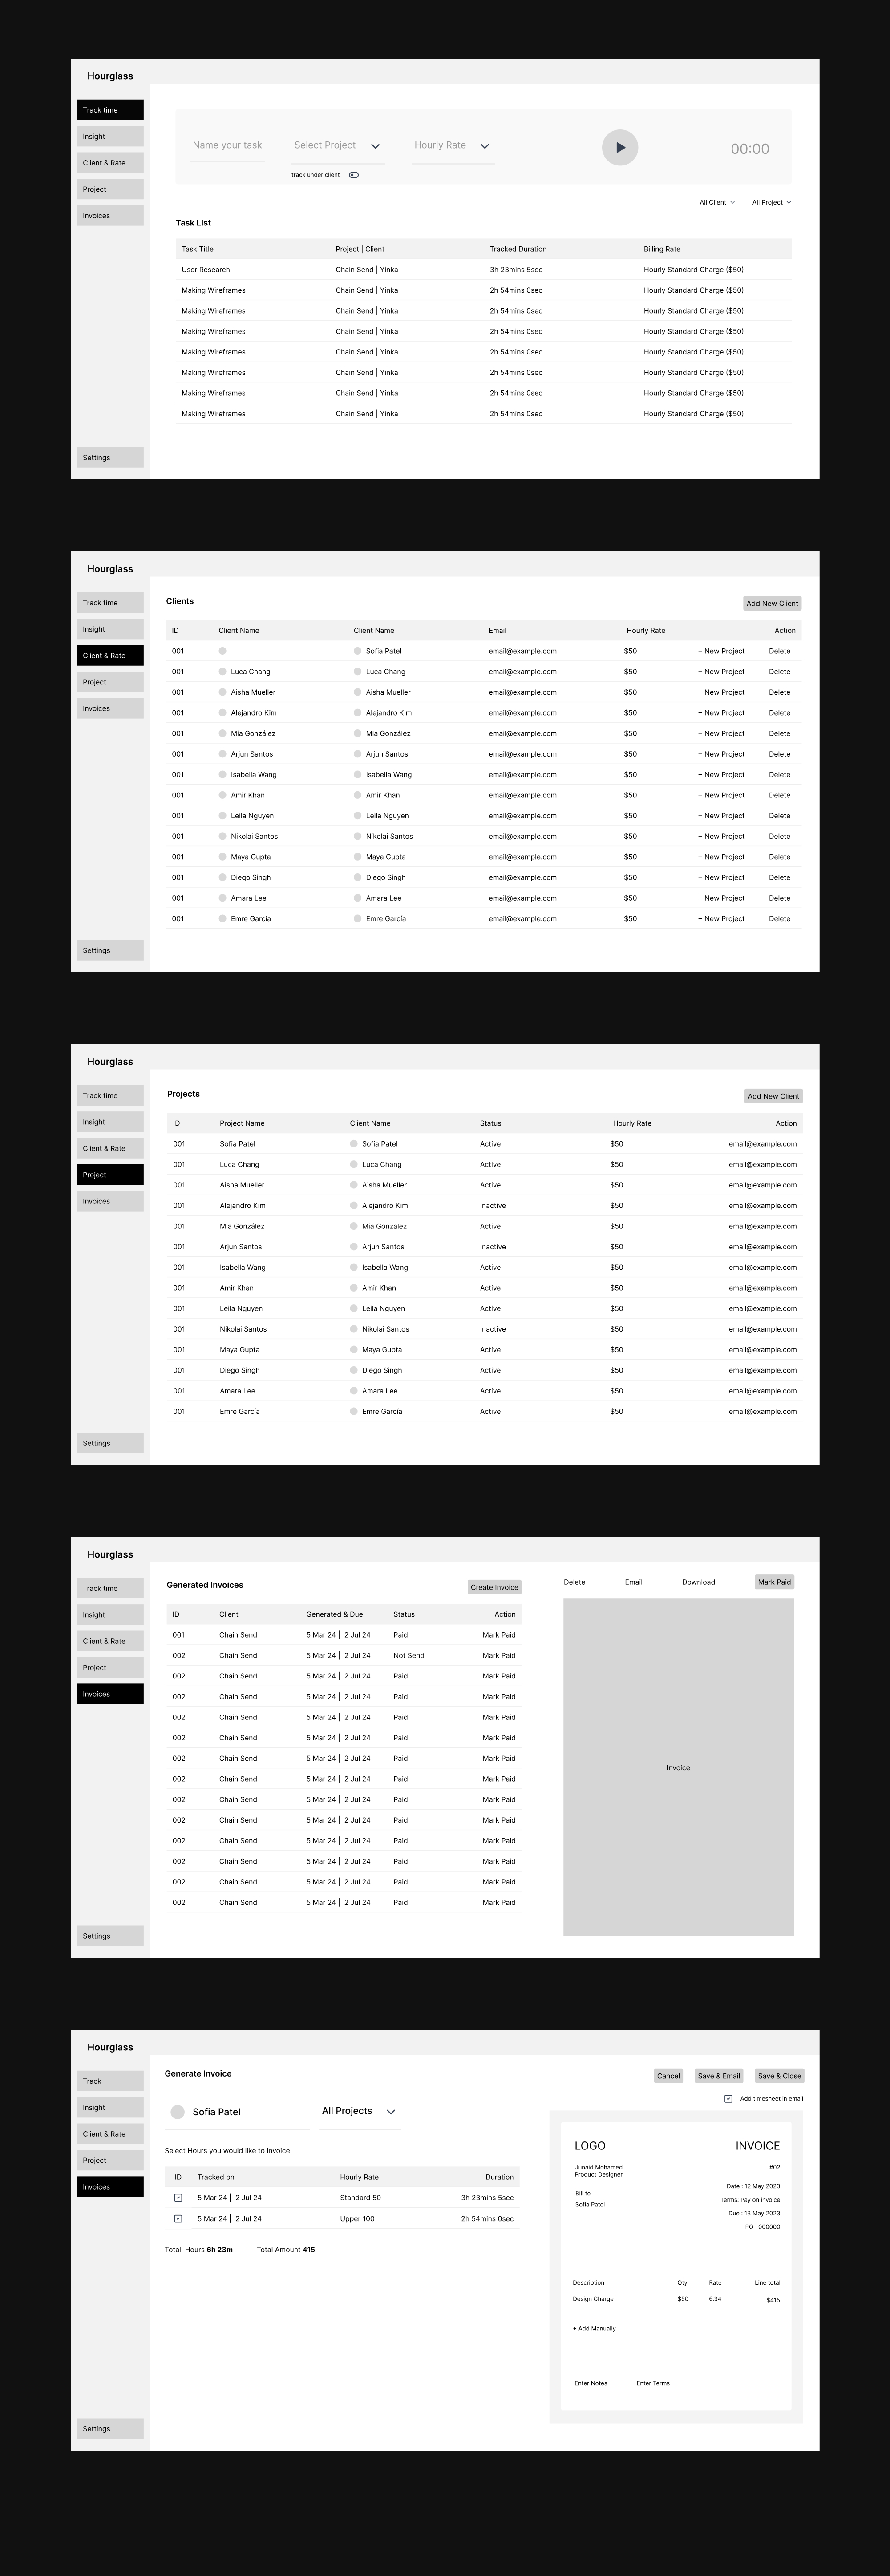 Hourglass
Track time
Insight
Client & Rate
Project
Invoices
Settings
Name your task Select Project Hourly Rate 00:00
track under client
All Client All Project
Task LIst
Task Title Project | Client Tracked Duration Billing Rate
User Research Chain Send | Yinka 3h 23mins 5sec Hourly Standard Charge ($50)
Making Wireframes Chain Send | Yinka 2h 54mins 0sec Hourly Standard Charge ($50)
Making Wireframes Chain Send | Yinka 2h 54mins 0sec Hourly Standard Charge ($50)
Making Wireframes Chain Send | Yinka 2h 54mins 0sec Hourly Standard Charge ($50)
Making Wireframes Chain Send | Yinka 2h 54mins 0sec Hourly Standard Charge ($50)
Making Wireframes Chain Send | Yinka 2h 54mins 0sec Hourly Standard Charge ($50)
Making Wireframes Chain Send | Yinka 2h 54mins 0sec Hourly Standard Charge ($50)
Making Wireframes Chain Send | Yinka 2h 54mins 0sec Hourly Standard Charge ($50)
Hourglass
Track time
Insight
Client & Rate
Project
Invoices
Settings
Clients Add New Client
ID Client Name Client Name Email Hourly Rate Action
001 Sofia Patel email@example.com $50 + New Project Delete
001 Luca Chang Luca Chang email@example.com $50 + New Project Delete
001 Aisha Mueller Aisha Mueller email@example.com $50 + New Project Delete
001 Alejandro Kim Alejandro Kim email@example.com $50 + New Project Delete
001 Mia González Mia González email@example.com $50 + New Project Delete
001 Arjun Santos Arjun Santos email@example.com $50 + New Project Delete
001 Isabella Wang Isabella Wang email@example.com $50 + New Project Delete
001 Amir Khan Amir Khan email@example.com $50 + New Project Delete
001 Leila Nguyen Leila Nguyen email@example.com $50 + New Project Delete
001 Nikolai Santos Nikolai Santos email@example.com $50 + New Project Delete
001 Maya Gupta Maya Gupta email@example.com $50 + New Project Delete
001 Diego Singh Diego Singh email@example.com $50 + New Project Delete
001 Amara Lee Amara Lee email@example.com $50 + New Project Delete
001 Emre García Emre García email@example.com $50 + New Project Delete
Hourglass
Track time
Insight
Client & Rate
Project
Invoices
Settings
Projects Add New Client
ID Project Name Client Name Status Hourly Rate Action
001 Sofia Patel Sofia Patel Active $50 email@example.com
001 Luca Chang Luca Chang Active $50 email@example.com
001 Aisha Mueller Aisha Mueller Active $50 email@example.com
001 Alejandro Kim Alejandro Kim Inactive $50 email@example.com
001 Mia González Mia González Active $50 email@example.com
001 Arjun Santos Arjun Santos Inactive $50 email@example.com
001 Isabella Wang Isabella Wang Active $50 email@example.com
001 Amir Khan Amir Khan Active $50 email@example.com
001 Leila Nguyen Leila Nguyen Active $50 email@example.com
001 Nikolai Santos Nikolai Santos Inactive $50 email@example.com
001 Maya Gupta Maya Gupta Active $50 email@example.com
001 Diego Singh Diego Singh Active $50 email@example.com
001 Amara Lee Amara Lee Active $50 email@example.com
001 Emre García Emre García Active $50 email@example.com
Hourglass
Track time
Insight
Client & Rate
Project
Invoices
Settings
Generated Invoices Create Invoice
ID Client Generated & Due Status Action
001 Chain Send 5 Mar 24 | 2 Jul 24 Paid Mark Paid
002 Chain Send 5 Mar 24 | 2 Jul 24 Not Send Mark Paid
002 Chain Send 5 Mar 24 | 2 Jul 24 Paid Mark Paid
002 Chain Send 5 Mar 24 | 2 Jul 24 Paid Mark Paid
002 Chain Send 5 Mar 24 | 2 Jul 24 Paid Mark Paid
002 Chain Send 5 Mar 24 | 2 Jul 24 Paid Mark Paid
002 Chain Send 5 Mar 24 | 2 Jul 24 Paid Mark Paid
002 Chain Send 5 Mar 24 | 2 Jul 24 Paid Mark Paid
002 Chain Send 5 Mar 24 | 2 Jul 24 Paid Mark Paid
002 Chain Send 5 Mar 24 | 2 Jul 24 Paid Mark Paid
002 Chain Send 5 Mar 24 | 2 Jul 24 Paid Mark Paid
002 Chain Send 5 Mar 24 | 2 Jul 24 Paid Mark Paid
002 Chain Send 5 Mar 24 | 2 Jul 24 Paid Mark Paid
002 Chain Send 5 Mar 24 | 2 Jul 24 Paid Mark Paid
Delete Email Download Mark Paid
Invoice
Hourglass
Track
Insight
Client & Rate
Project
Invoices
Settings
Generate Invoice
Sofia Patel All Projects
Select Hours you would like to invoice
ID Tracked on Hourly Rate Duration
5 Mar 24 | 2 Jul 24 Standard 50 3h 23mins 5sec
5 Mar 24 | 2 Jul 24 Upper 100 2h 54mins 0sec
Total Hours 6h 23m Total Amount 415
Cancel Save & Email Save & Close
Add timesheet in email
LOGO INVOICE
Junaid Mohamed #02
Product Designer
Date : 12 May 2023
Bill to
Terms: Pay on Invoice
Sofia Patel
Due : 13 May 2023
PO : 000000
Description Qty Rate Line total
Design Charge $50 6.34 $415
+ Add Manually
Enter Notes Enter Terms